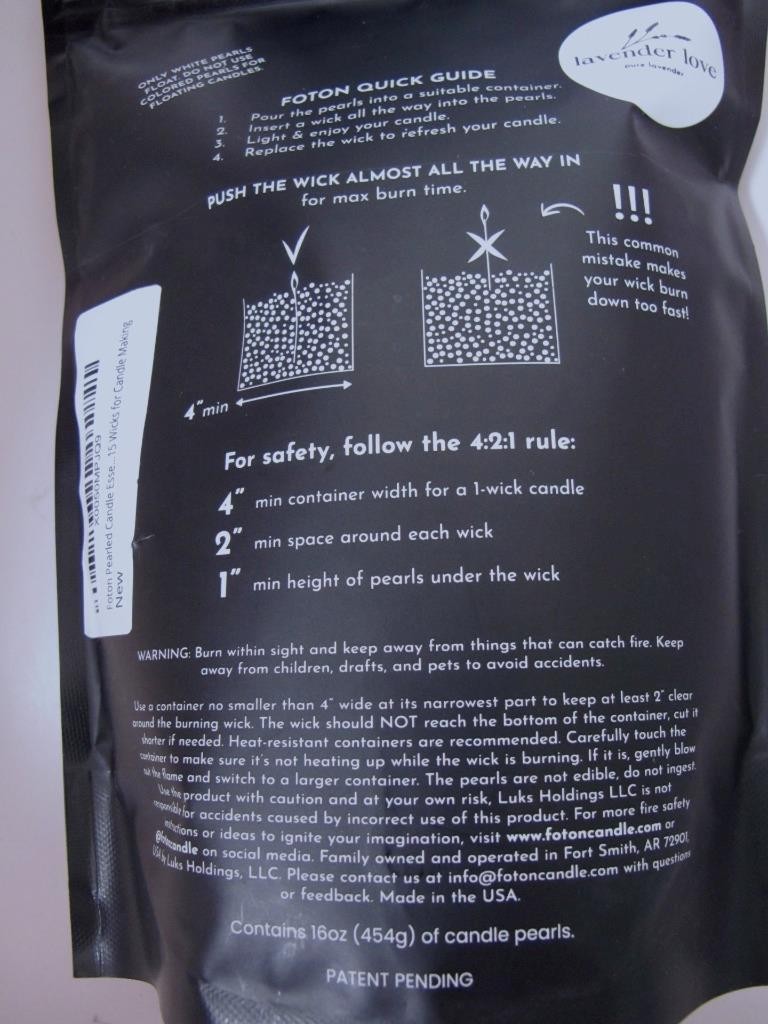 ONLY WHITE PEARLS
FLOAT. DO NOT USE
COLORED PEARLS FOR
FLOATING CANDLES.
lavender love
pure lavender
FOTON QUICK GUIDE
1. Pour the pearls into a suitable container.
2. Insert a wick all the way into the pearls.
3. Light & enjoy your candle.
4. Replace the wick to refresh your candle.
PUSH THE WICK ALMOST ALL THE WAY IN
for max burn time.
!!!
This common
mistake makes
your wick burn
down too fast!
4" min
For safety, follow the 4:2:1 rule:
4" min container width for a 1-wick candle
2" min space around each wick
1" min height of pearls under the wick
X0050MPJQ9
Foton Pearled Candle Esse...15 Wicks for Candle Making
New
WARNING: Burn within sight and keep away from things that can catch fire. Keep
away from children, drafts, and pets to avoid accidents.
Use a container no smaller than 4" wide at its narrowest part to keep at least 2" clear
around the burning wick. The wick should NOT reach the bottom of the container, cut it
shorter if needed. Heat-resistant containers are recommended. Carefully touch the
container to make sure it's not heating up while the wick is burning. If it is, gently blow
out the flame and switch to a larger container. The pearls are not edible, do not ingest.
Use the product with caution and at your own risk, Luks Holdings LLC is not
responsible for accidents caused by incorrect use of this product. For more fire safety
instructions or ideas to ignite your imagination, visit www.fotoncandle.com or
@fotoncandle on social media. Family owned and operated in Fort Smith, AR 72901,
USA by Luks Holdings, LLC. Please contact us at info@fotoncandle.com with questions
or feedback. Made in the USA.
Contains 16oz (454g) of candle pearls.
PATENT PENDING